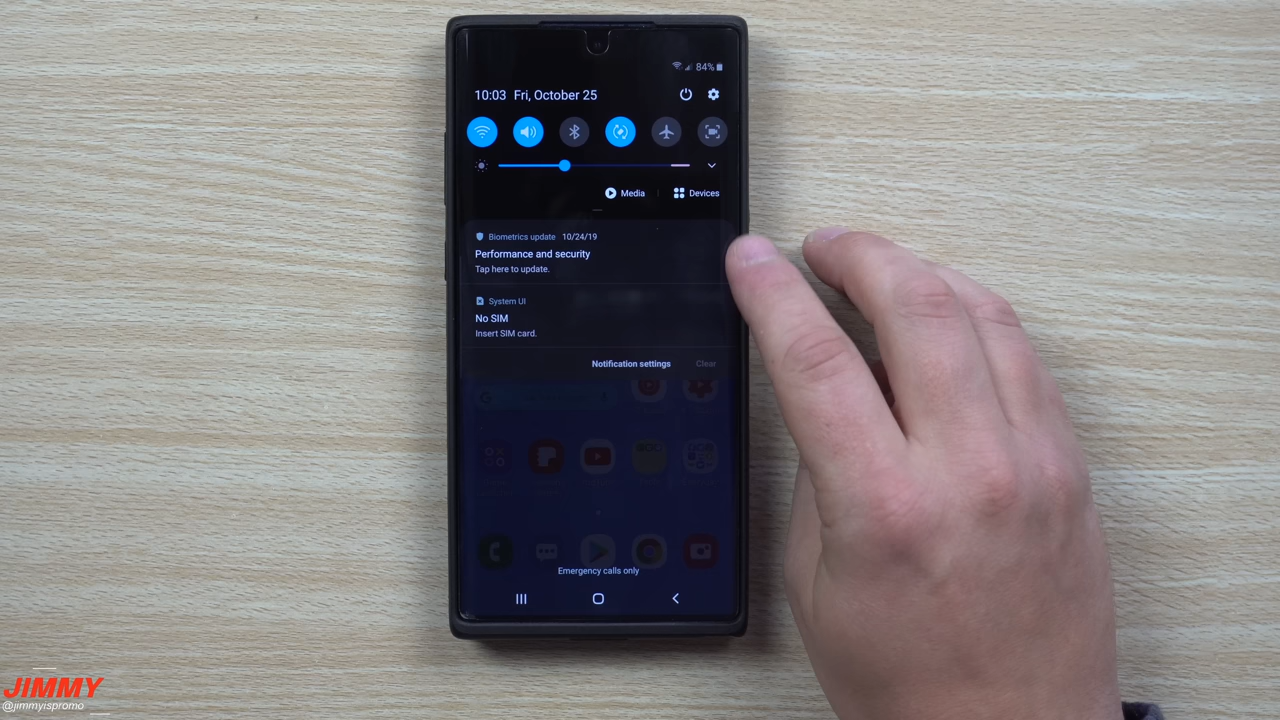 84%
10:03 Fri, October 25
Media
Devices
Biometrics update 10/24/19
Performance and security
Tap here to update.
System UI
No SIM
Insert SIM card.
Notification settings
Clear
Emergency calls only
JIMMY
@jimmyispromo